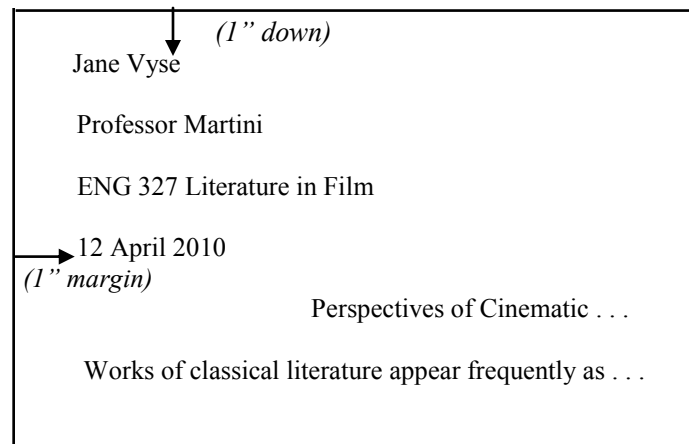 (1” down)
Jane Vyse
Professor Martini
ENG 327 Literature in Film
12 April 2010
(1” margin)
Perspectives of Cinematic . . .
Works of classical literature appear frequently as . . .